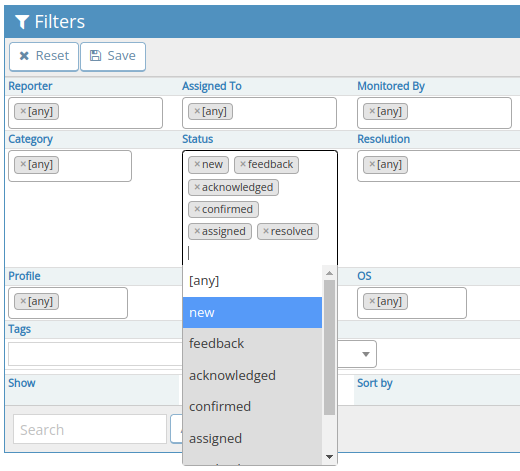 Filters
× Reset
Save
Reporter
Assigned To
Monitored By
×[any]
×[any]
×[any]
Category
Status
Resolution
×[any]
×new ×feedback
×[any]
×acknowledged
×confirmed
×assigned ×resolved
Profile
OS
×[any]
[any]
×[any]
new
Tags
feedback
acknowledged
Show
Sort by
confirmed
Search
assigned